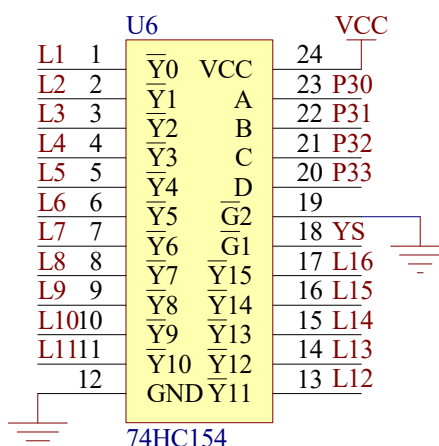 U6 VCC
L1 1 Y0 VCC 24
L2 2 Y1 A 23 P30
L3 3 Y2 B 22 P31
L4 4 Y3 C 21 P32
L5 5 Y4 D 20 P33
L6 6 Y5 G2 19
L7 7 Y6 G1 18 YS
L8 8 Y7 Y15 17 L16
L9 9 Y8 Y14 16 L15
L10 10 Y9 Y13 15 L14
L11 11 Y10 Y12 14 L13
12 GND Y11 13 L12
74HC154